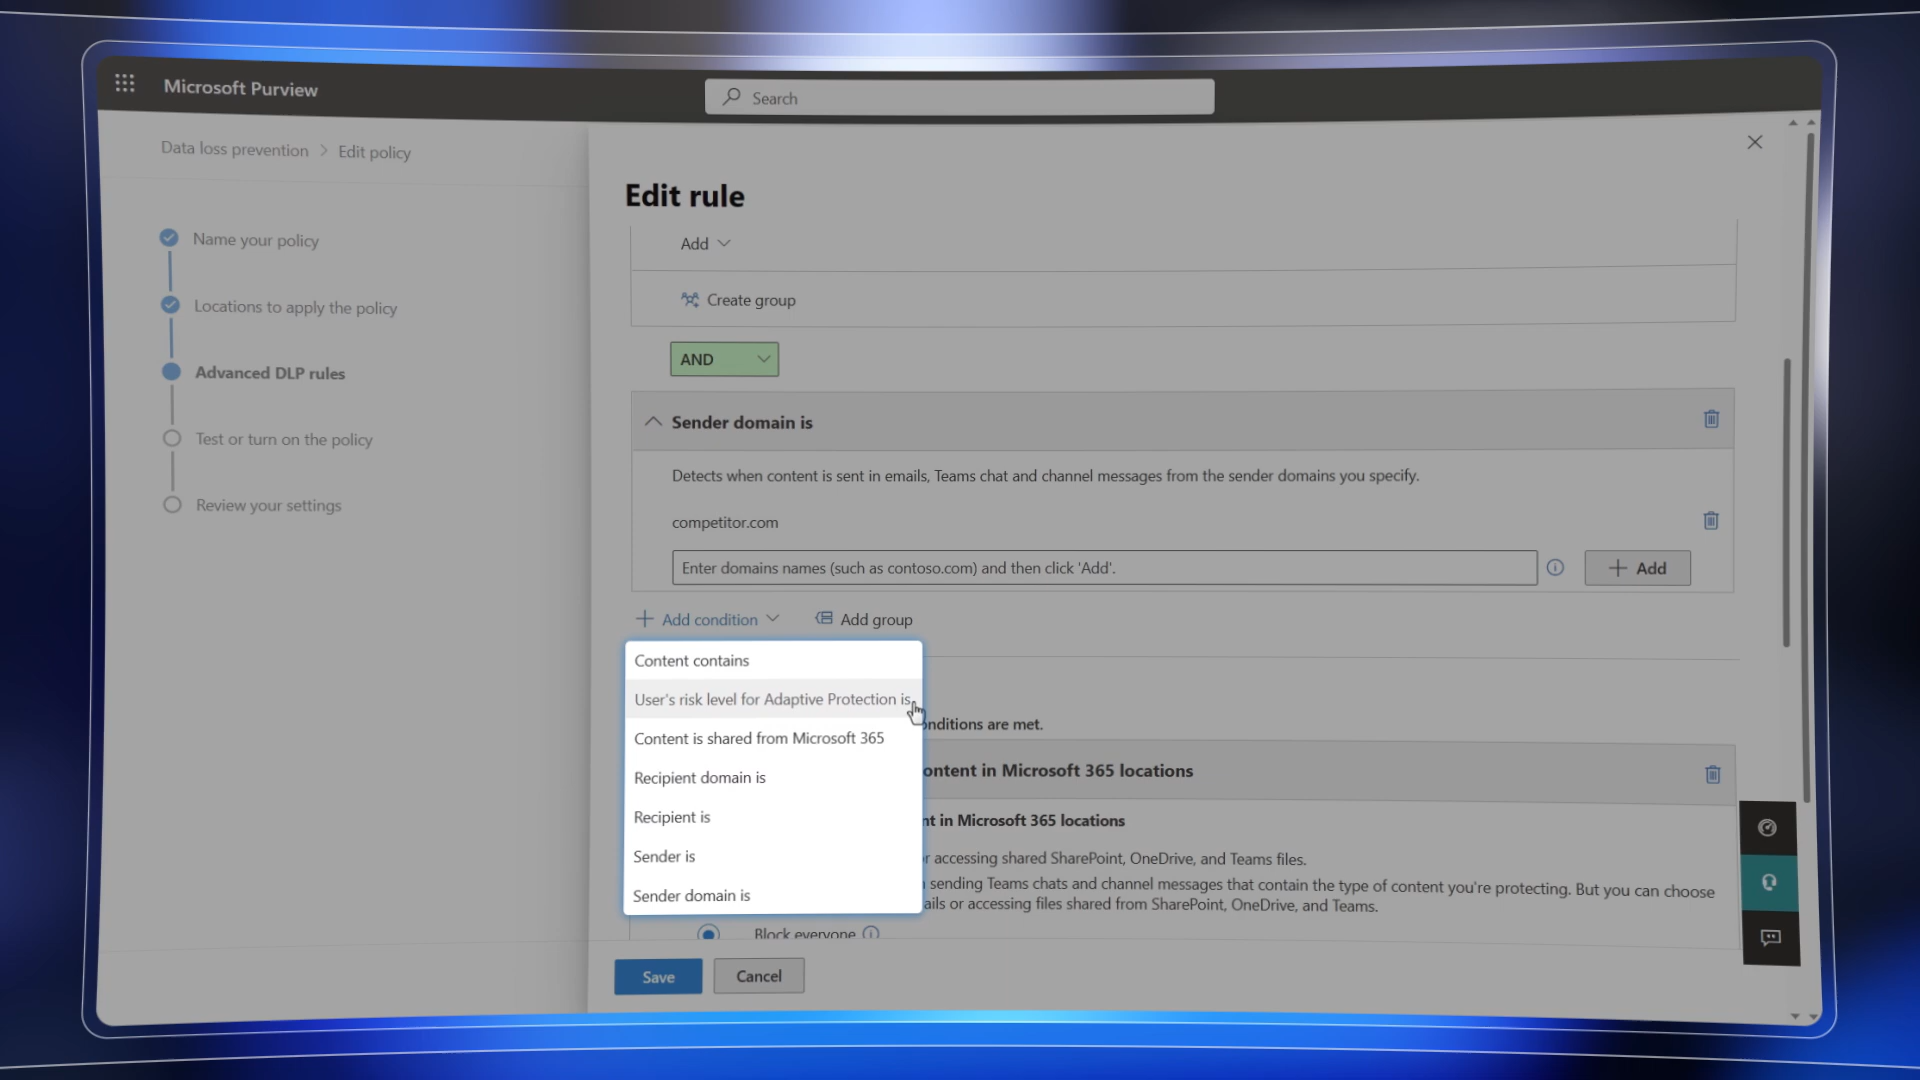 Microsoft Purview
Search
Data loss prevention > Edit policy
Edit rule
Name your policy
Locations to apply the policy
Advanced DLP rules
Test or turn on the policy
Review your settings
Add
Create group
AND
Sender domain is
Detects when content is sent in emails, Teams chat and channel messages from the sender domains you specify.
competitor.com
Enter domains names (such as contoso.com) and then click 'Add'.
Add
Add condition
Add group
Content contains
User's risk level for Adaptive Protection is
Content is shared from Microsoft 365
Recipient domain is
Recipient is
Sender is
Sender domain is
onditions are met.
ontent in Microsoft 365 locations
nt in Microsoft 365 locations
r accessing shared SharePoint, OneDrive, and Teams files.
sending Teams chats and channel messages that contain the type of content you're protecting. But you can choose
ails or accessing files shared from SharePoint, OneDrive, and Teams.
Block everyone
Save
Cancel